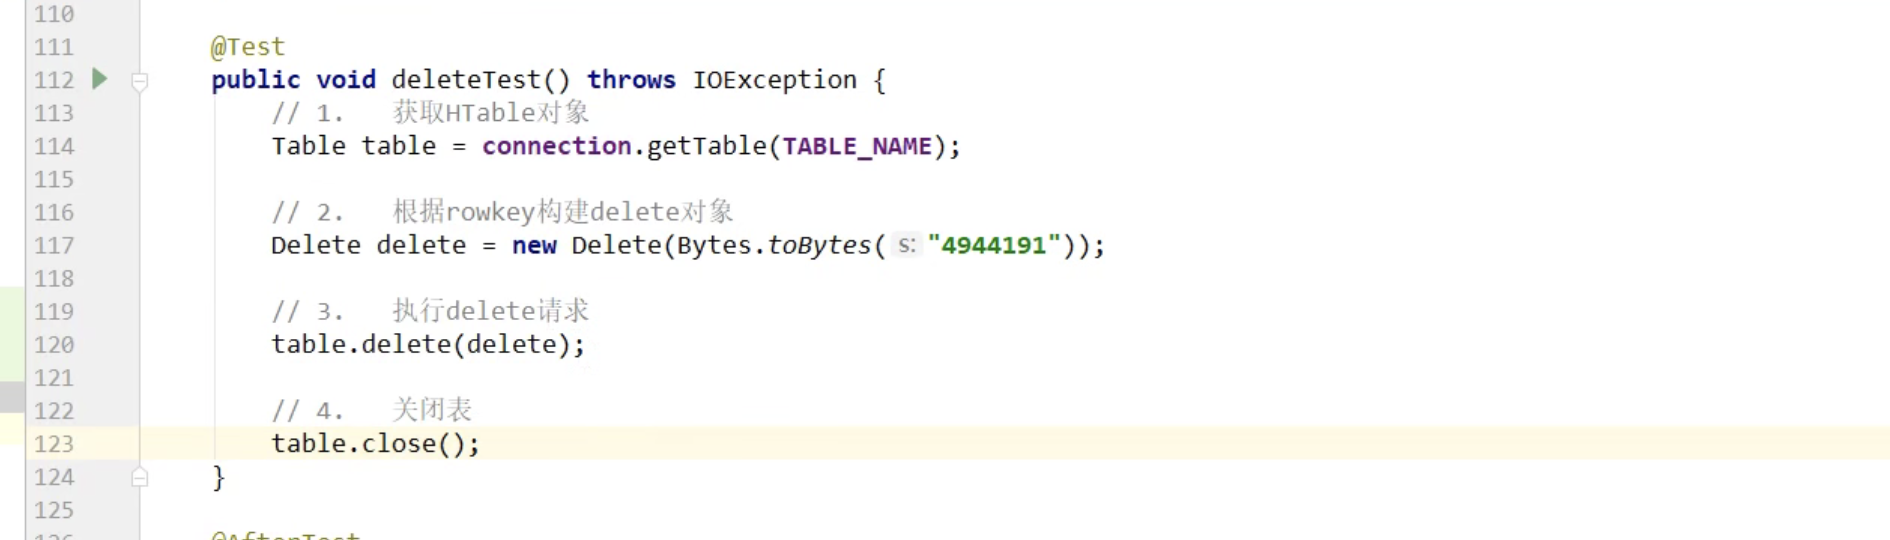 110
111 @Test
112 public void deleteTest() throws IOException {
113 // 1. 获取HTable对象
114 Table table = connection.getTable(TABLE_NAME);
115
116 // 2. 根据rowkey构建delete对象
117 Delete delete = new Delete(Bytes.toBytes( s: "4944191"));
118
119 // 3. 执行delete请求
120 table.delete(delete);
121
122 // 4. 关闭表
123 table.close();
124 }
125
126 @AfterTest